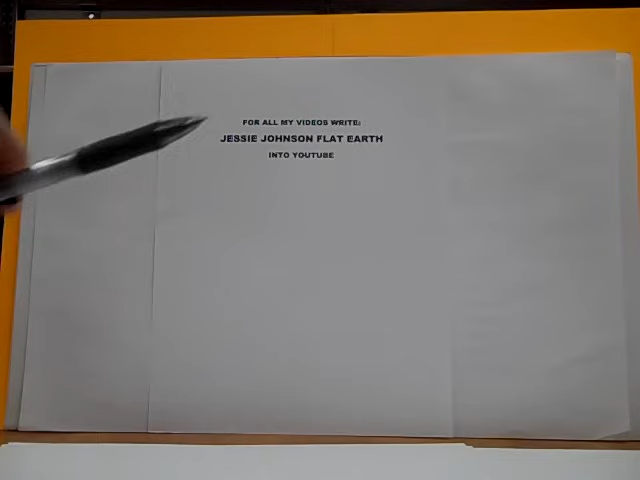 FOR ALL MY VIDEOS WRITE:
JESSIE JOHNSON FLAT EARTH
INTO YOUTUBE